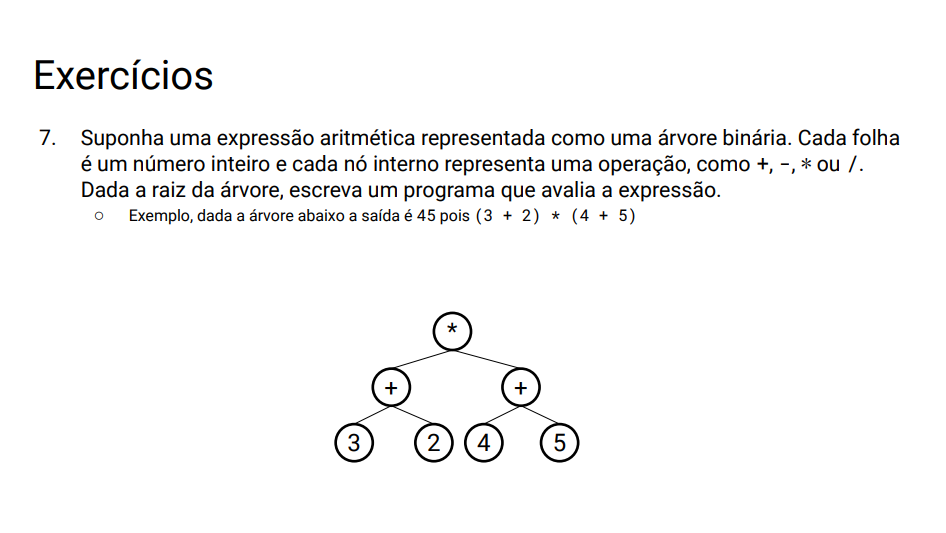 Exercícios
7. Suponha uma expressão aritmética representada como uma árvore binária. Cada folha
é um número inteiro e cada nó interno representa uma operação, como +, -, * ou /.
Dada a raiz da árvore, escreva um programa que avalia a expressão.
○ Exemplo, dada a árvore abaixo a saída é 45 pois (3 + 2) * (4 + 5)
*
+ +
3 2 4 5